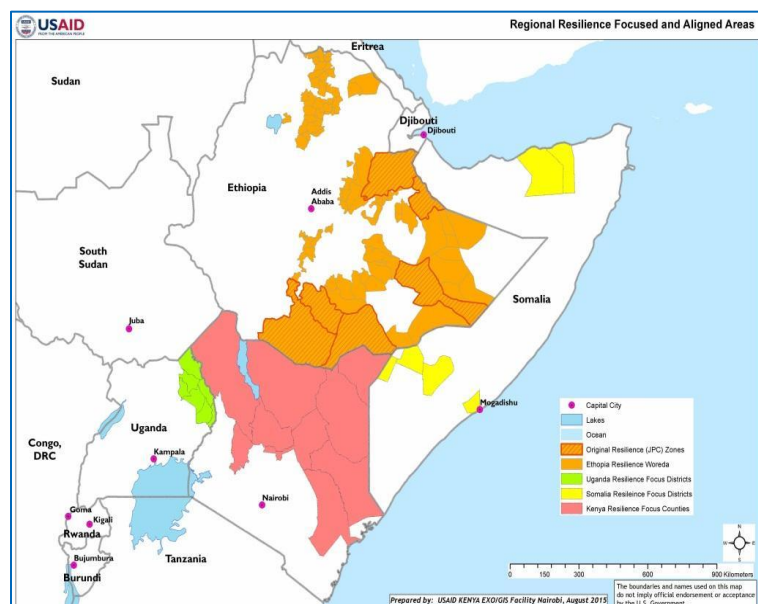 USAID
FROM THE AMERICAN PEOPLE
Regional Resilience Focused and Aligned Areas
Eritrea
Sudan
Djibouti
Djibouti
Ethiopia
Addis
Ababa
South
Sudan
Somalia
Juba
Mogadishu
Uganda
Congo,
DRC
Kampala
Nairobi
Goma
Kigali
Rwanda
Bujumbura
Burundi
Tanzania
Capital City
Lakes
Ocean
Original Resilience (JPC) Zones
Ethiopia Resilience Woreda
Uganda Resilience Focus Districts
Somalia Resilience Focus Districts
Kenya Resilience Focus Counties
N
W E
S
0 150 300 600 900 Kilometers
Prepared by: USAID KENYA EXO/GIS Facility Nairobi, August 2015
The boundaries and names used on this map
do not imply official endorsement or acceptance
by the U.S. Government